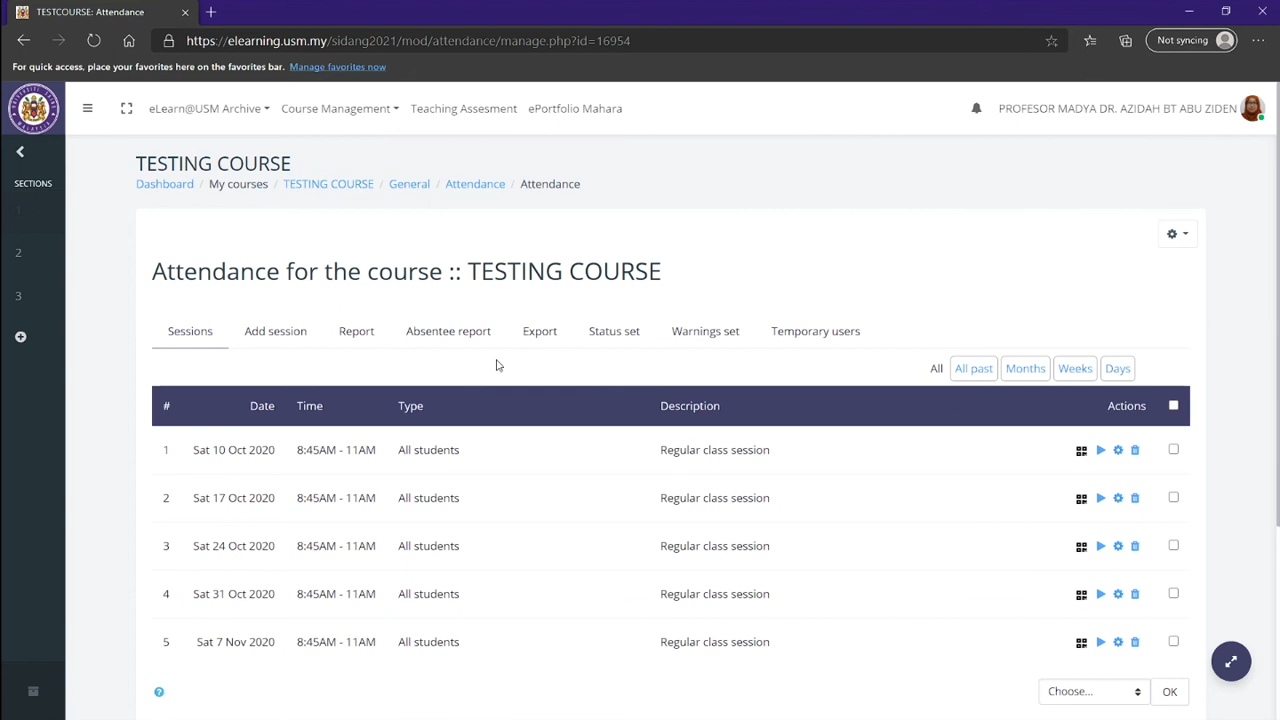 TESTCOURSE: Attendance
https://elearning.usm.my/sidang2021/mod/attendance/manage.php?id=16954
Not syncing
For quick access, place your favorites here on the favorites bar. Manage favorites now
eLearn@USM Archive Course Management Teaching Assesment ePortfolio Mahara
PROFESOR MADYA DR. AZIDAH BT ABU ZIDEN
SECTIONS
1
2
3
TESTING COURSE
Dashboard / My courses / TESTING COURSE / General / Attendance / Attendance
Attendance for the course :: TESTING COURSE
Sessions Add session Report Absentee report Export Status set Warnings set Temporary users
All All past Months Weeks Days
# Date Time Type Description Actions
1 Sat 10 Oct 2020 8:45AM - 11AM All students Regular class session
2 Sat 17 Oct 2020 8:45AM - 11AM All students Regular class session
3 Sat 24 Oct 2020 8:45AM - 11AM All students Regular class session
4 Sat 31 Oct 2020 8:45AM - 11AM All students Regular class session
5 Sat 7 Nov 2020 8:45AM - 11AM All students Regular class session
? Choose... OK